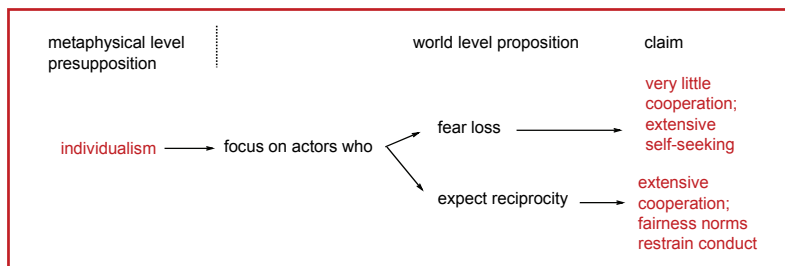 metaphysical level
presupposition
world level proposition
claim
individualism
focus on actors who
fear loss
very little
cooperation;
extensive
self-seeking
expect reciprocity
extensive
cooperation;
fairness norms
restrain conduct